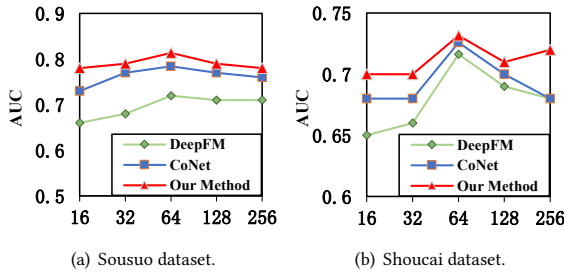 0.9
0.8
0.7
0.6
0.5
AUC
DeepFM
CoNet
Our Method
16 32 64 128 256
(a) Sousuo dataset.
0.75
0.7
0.65
0.6
AUC
DeepFM
CoNet
Our Method
16 32 64 128 256
(b) Shoucai dataset.